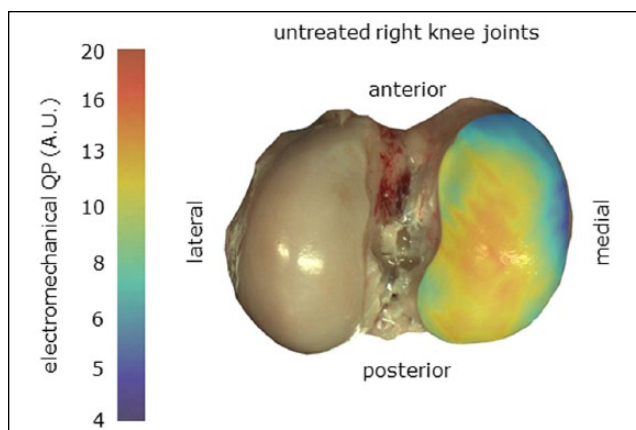 untreated right knee joints
anterior
20
16
13
10
8
6
5
4
electromechanical QP (A.U.)
lateral
medial
posterior